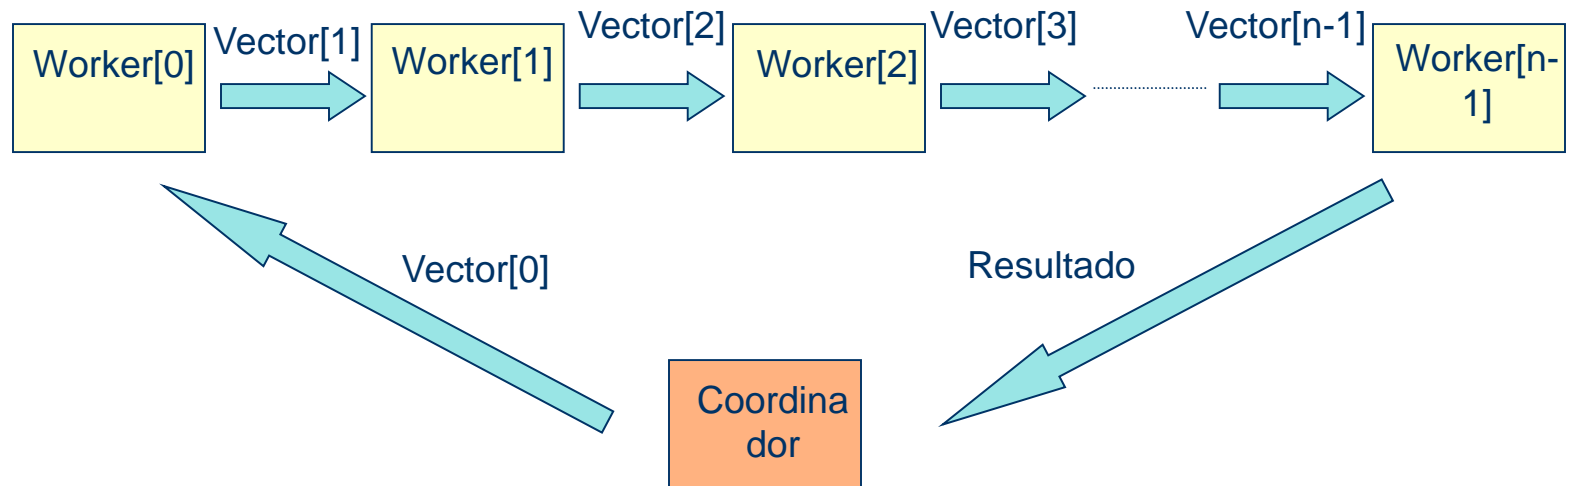 Worker[0]
Vector[1]
Worker[1]
Vector[2]
Worker[2]
Vector[3]
Vector[n-1]
Worker[n-
1]
Vector[0]
Resultado
Coordina
dor